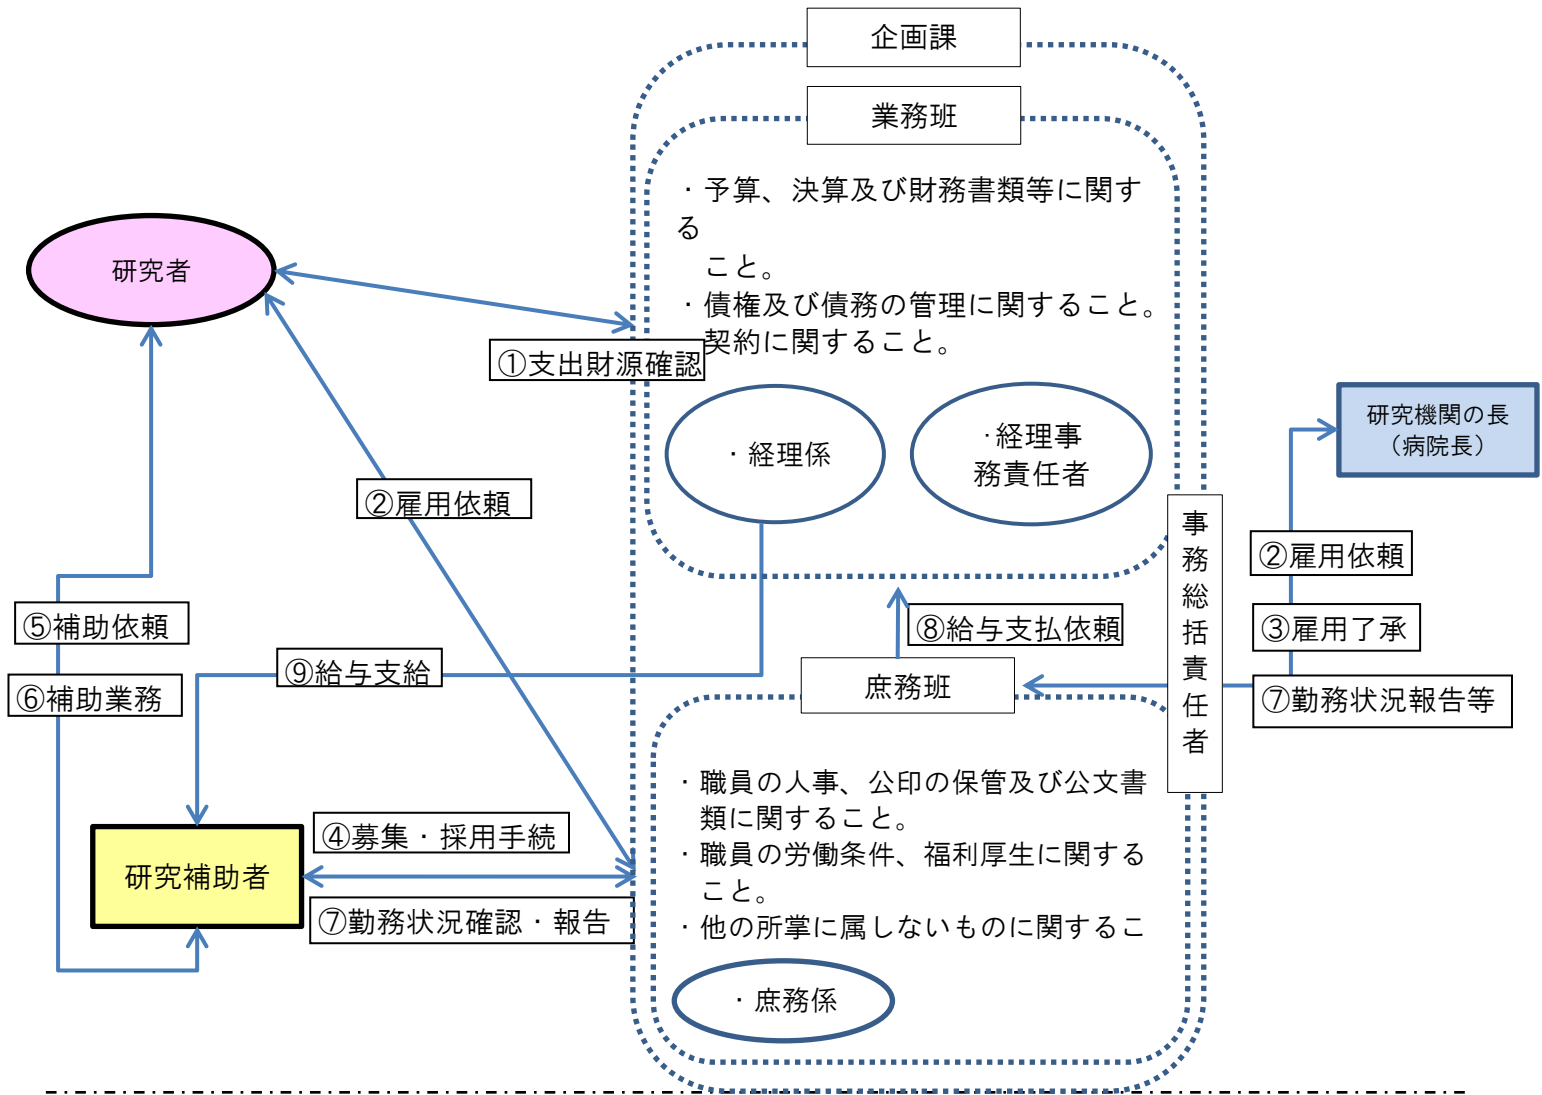 企画課
業務班
・予算、決算及び財務書類等に関す
る
こと。
・債権及び債務の管理に関すること。
契約に関すること。
研究者
①支出財源確認
・経理係
・経理事
務責任者
研究機関の長
（病院長）
②雇用依頼
②雇用依頼
事務総括責任者
③雇用了承
⑦勤務状況報告等
⑤補助依頼
⑥補助業務
⑧給与支払依頼
⑨給与支給
庶務班
・職員の人事、公印の保管及び公文書
類に関すること。
・職員の労働条件、福利厚生に関する
こと。
・他の所掌に属しないものに関するこ
④募集・採用手続
研究補助者
⑦勤務状況確認・報告
・庶務係